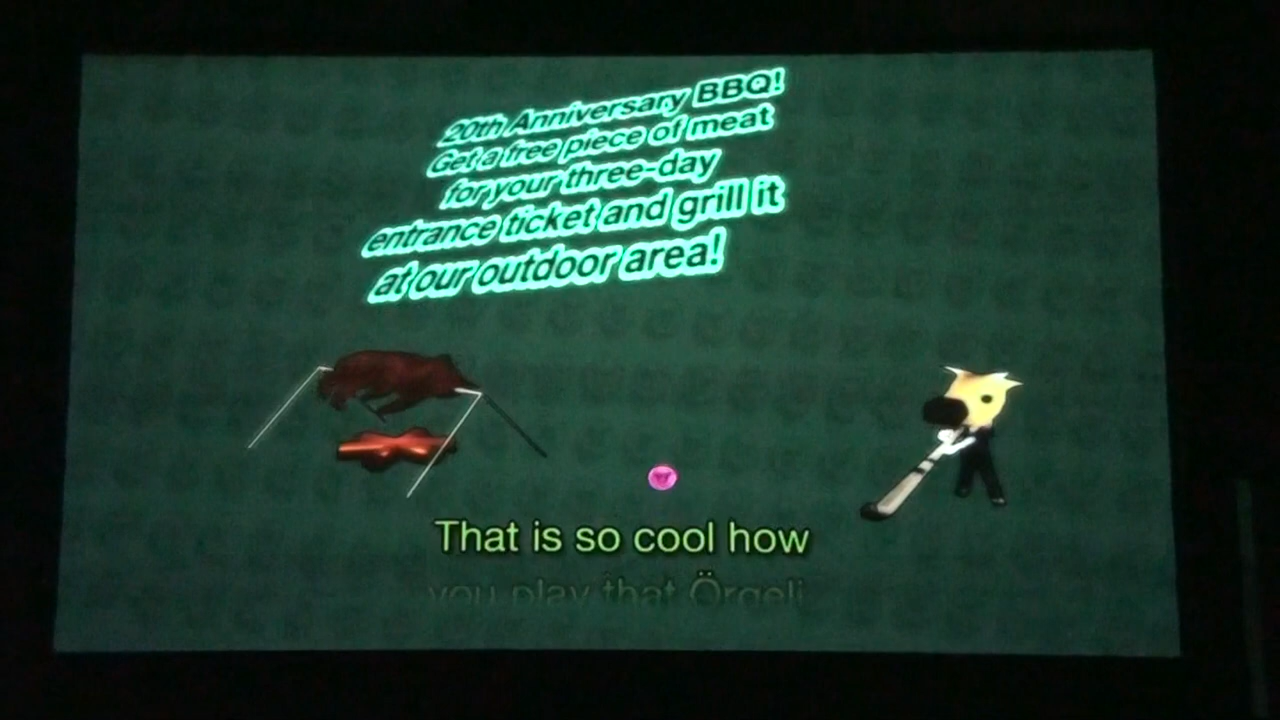 20th Anniversary BBQ!
Get a free piece of meat
for your three-day
entrance ticket and grill it
at our outdoor area!
That is so cool how
you play that Örgeli